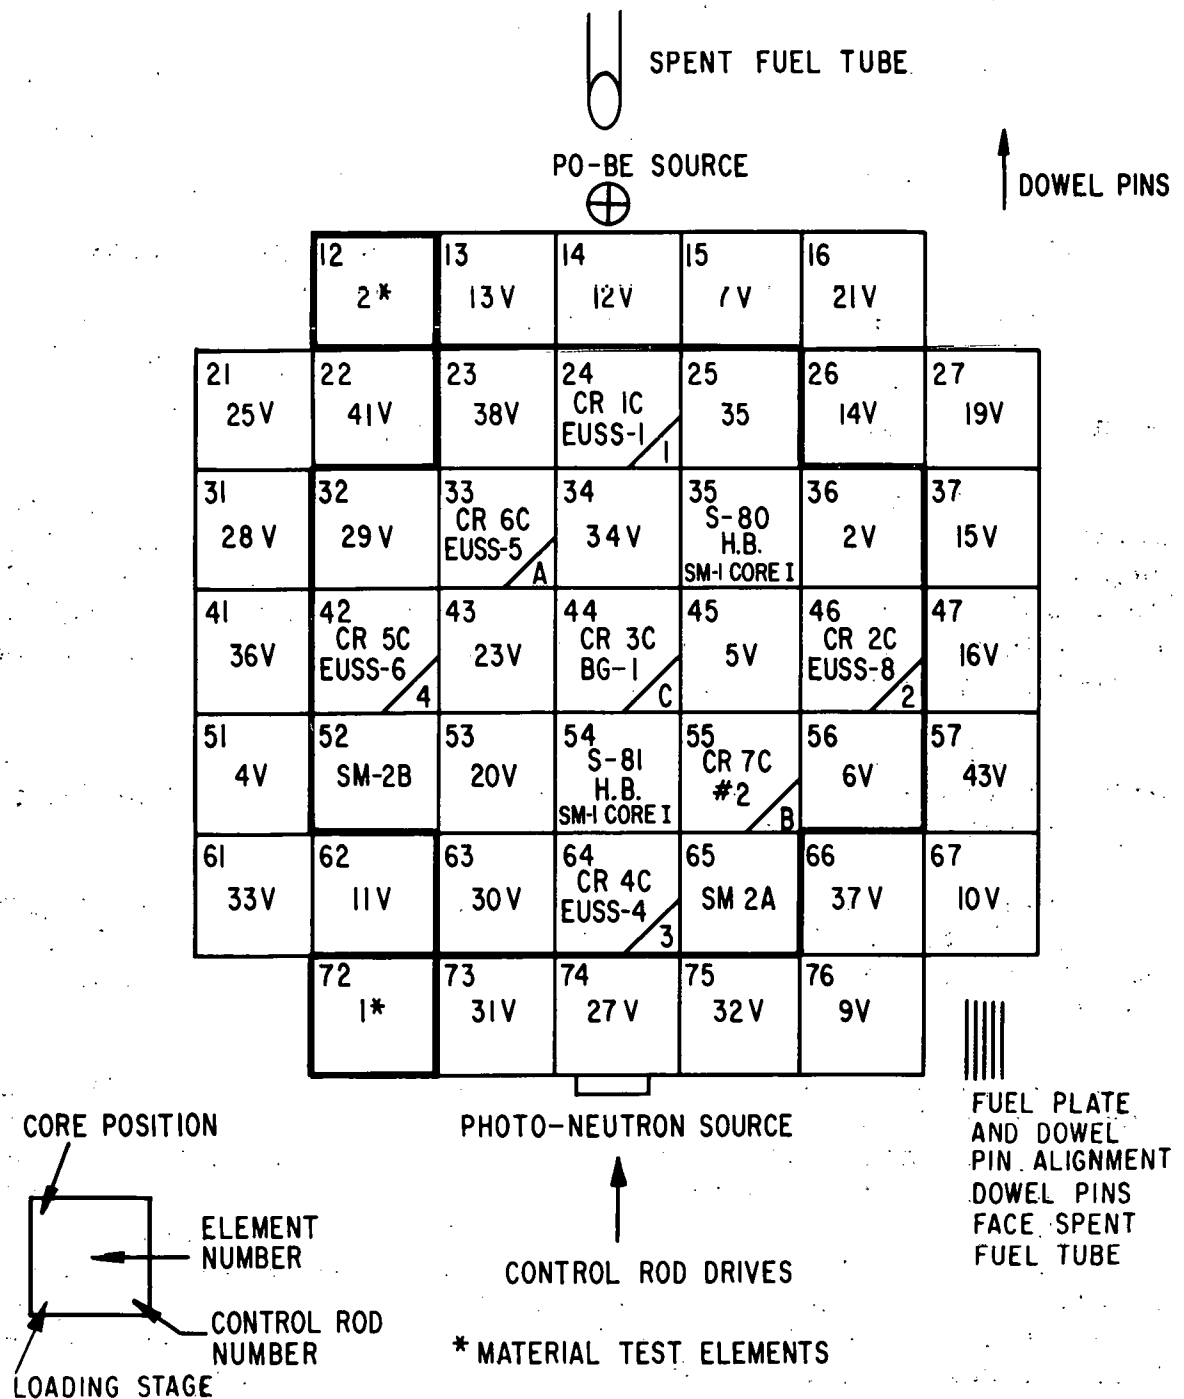 SPENT FUEL TUBE
PO-BE SOURCE
DOWEL PINS
12 13 14 15 16
2* 13V 12V 7V 21V
21 22 23 24 25 26 27
25V 41V 38V CR 1C 35 14V 19V
EUSS-1
1
31 32 33 34 35 36 37
28V 29V CR 6C 34V S-80 2V 15V
EUSS-5 H.B.
A SM-1 CORE I
41 42 43 44 45 46 47
36V CR 5C 23V CR 3C 5V CR 2C 16V
EUSS-6 BG-1 EUSS-8
4 C 2
51 52 53 54 55 56 57
4V SM-2B 20V S-81 CR 7C 6V 43V
H.B. #2
SM-1 CORE I B
61 62 63 64 65 66 67
33V 11V 30V CR 4C SM 2A 37V 10V
EUSS-4
3
72 73 74 75 76
1* 31V 27V 32V 9V
PHOTO-NEUTRON SOURCE
CONTROL ROD DRIVES
FUEL PLATE
AND DOWEL
PIN ALIGNMENT
DOWEL PINS
FACE SPENT
FUEL TUBE
CORE POSITION
ELEMENT
NUMBER
CONTROL ROD
NUMBER
LOADING STAGE
* MATERIAL TEST ELEMENTS